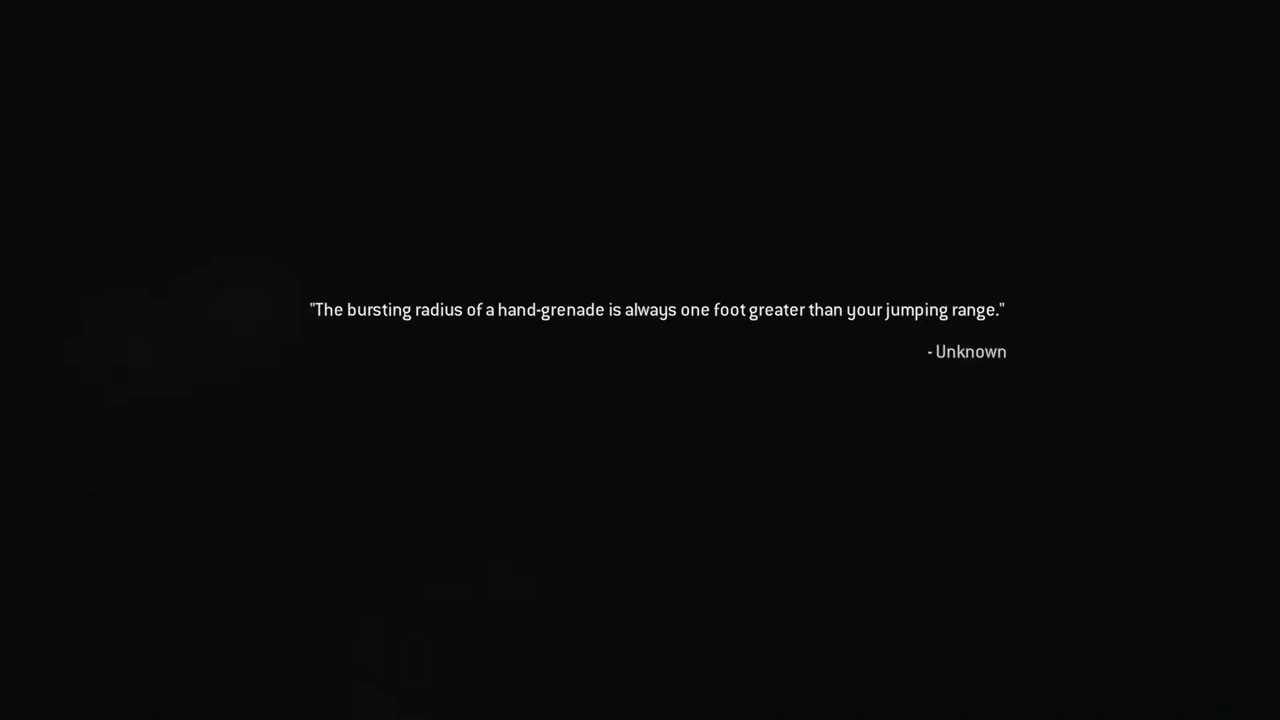 "The bursting radius of a hand-grenade is always one foot greater than your jumping range."
- Unknown